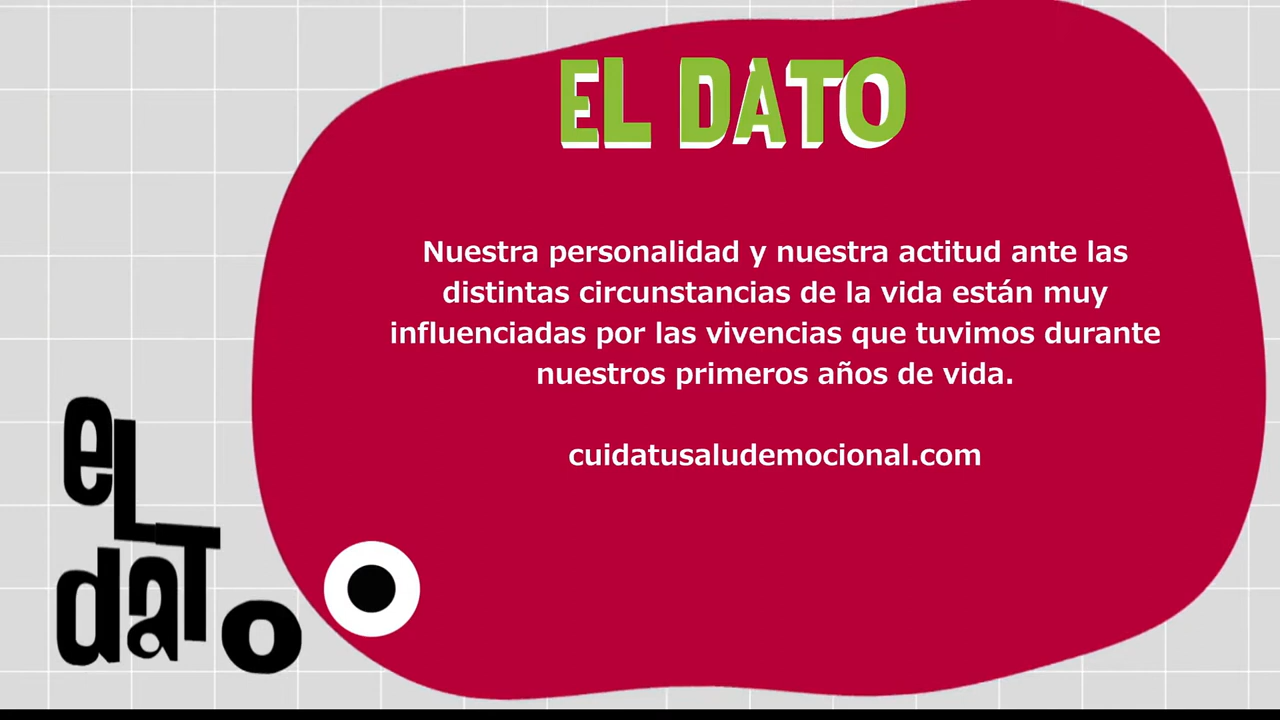 EL DATO
Nuestra personalidad y nuestra actitud ante las
distintas circunstancias de la vida están muy
influenciadas por las vivencias que tuvimos durante
nuestros primeros años de vida.
cuidatusaludemocional.com
eL
daTo